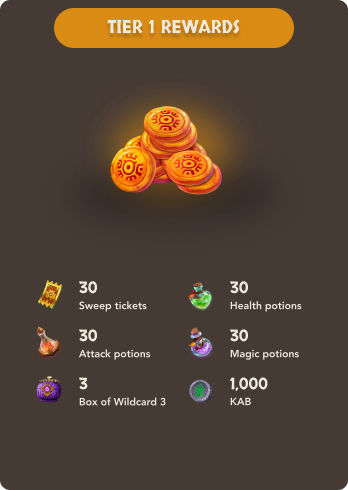 TIER 1 REWARDS
30
Sweep tickets
30
Health potions
30
Attack potions
30
Magic potions
3
Box of Wildcard 3
1,000
KAB